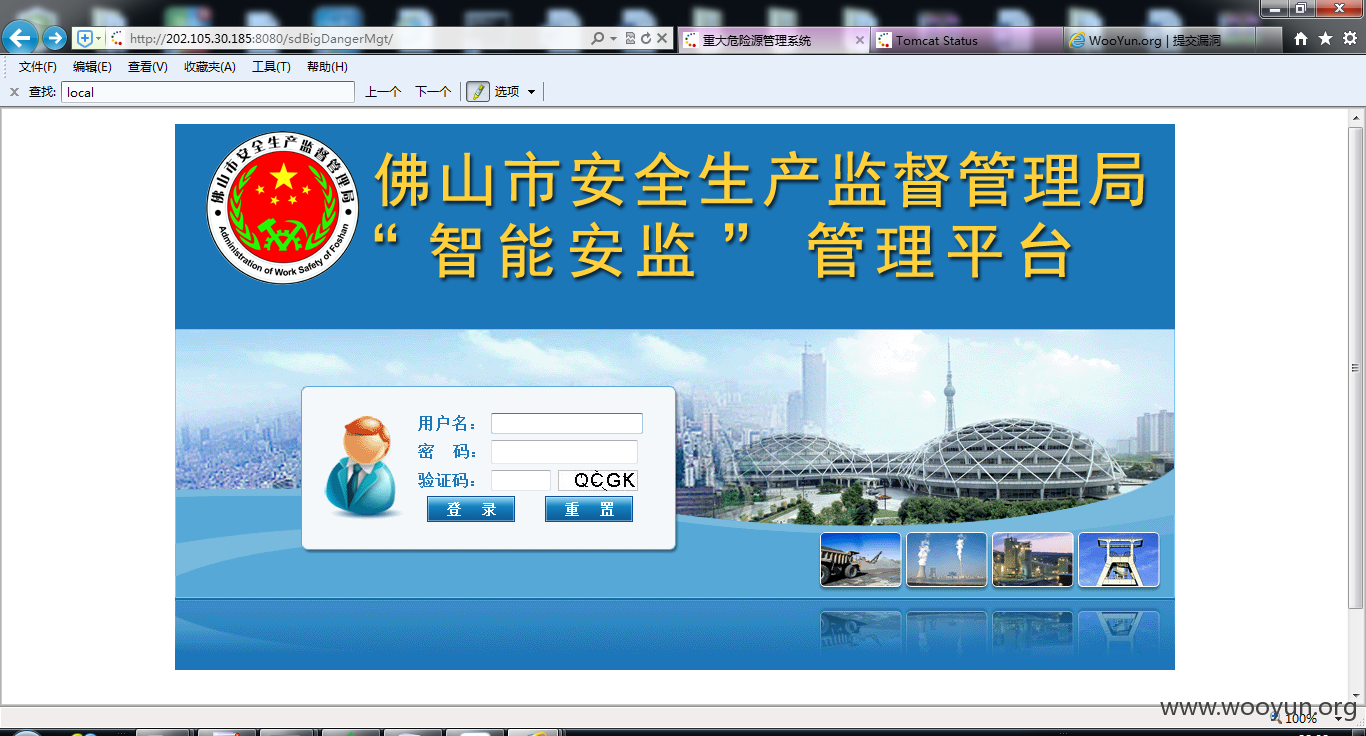 http://202.105.30.185:8080/sdBigDangerMgt/
重大危险源管理系统
Tomcat Status
WooYun.org | 提交漏洞
文件(F) 编辑(E) 查看(V) 收藏夹(A) 工具(T) 帮助(H)
查找: local 上一个 下一个 选项
佛山市安全生产监督管理局
Administration of Work Safety of Foshan
佛山市安全生产监督管理局
“智能安监” 管理平台
用户名：
密 码：
验证码： QCGK
登 录 重 置
www.wooyun.org
100%